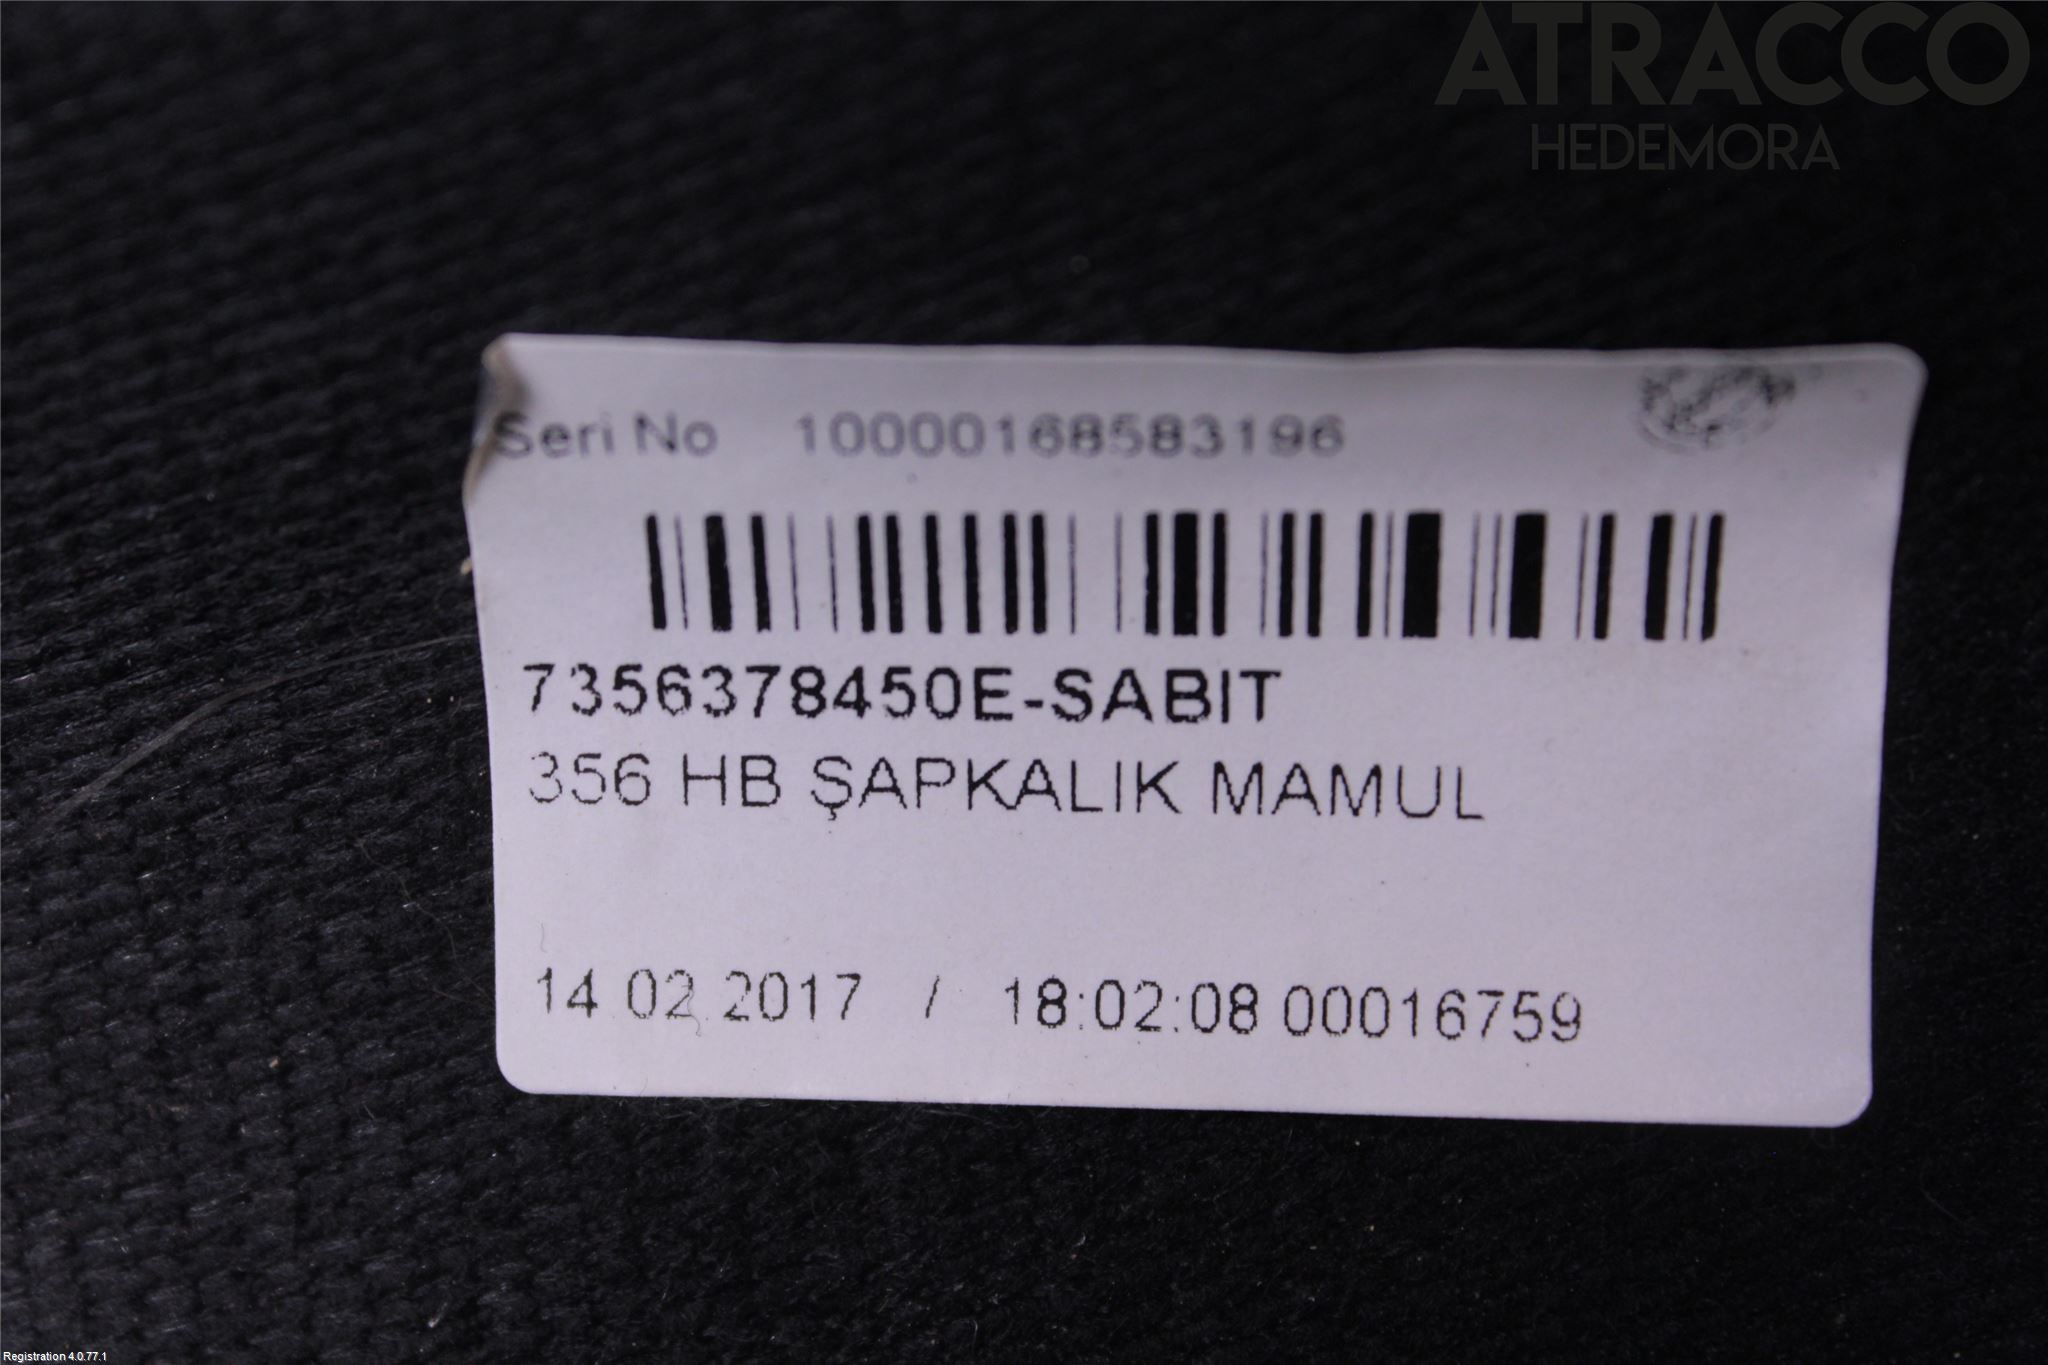 ATRACCO
HEDEMORA
Seri No 10000168583196
7356378450E-SABIT
356 HB ŞAPKALIK MAMUL
14.02.2017 / 18:02:08 00016759
Registration 4.0.77.1